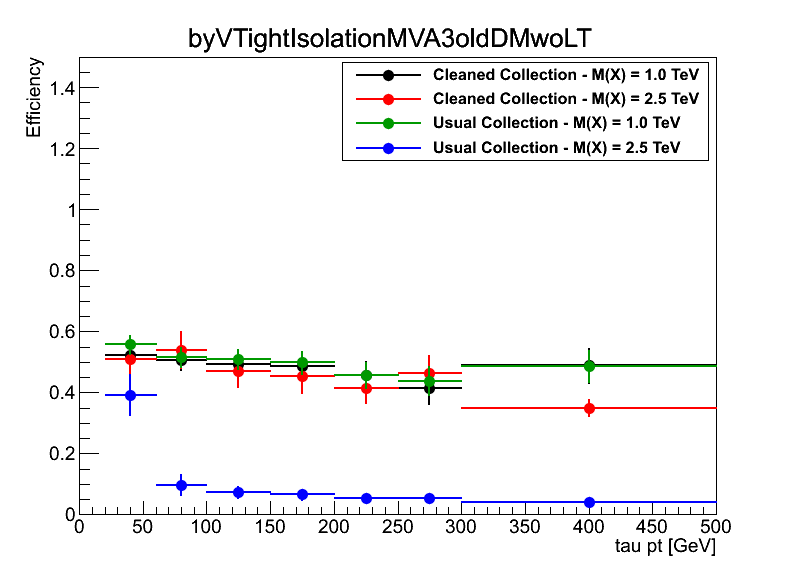 byVTightIsolationMVA3oldDMwoLT
Efficiency
Cleaned Collection - M(X) = 1.0 TeV
Cleaned Collection - M(X) = 2.5 TeV
Usual Collection - M(X) = 1.0 TeV
Usual Collection - M(X) = 2.5 TeV
1.4
1.2
1
0.8
0.6
0.4
0.2
0
0 50 100 150 200 250 300 350 400 450 500
tau pt [GeV]